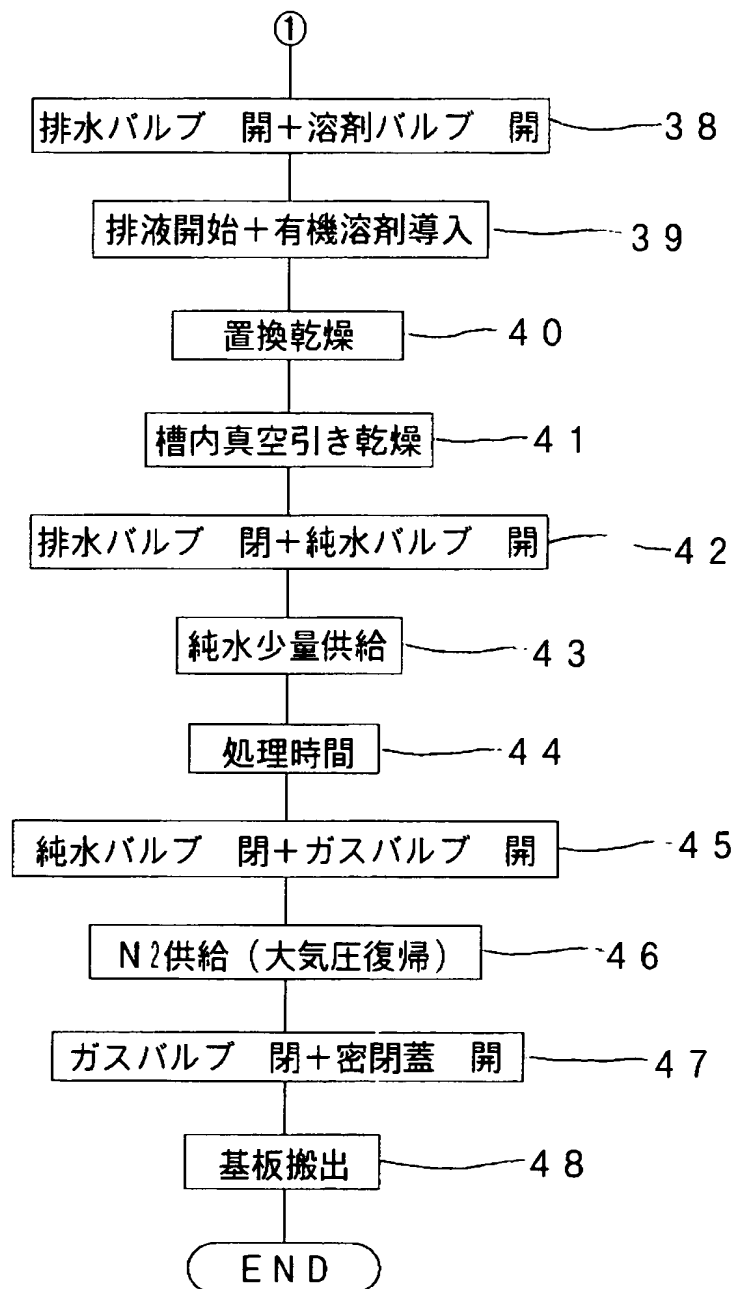 ①
排水バルブ　開＋溶剤バルブ　開 38
排液開始＋有機溶剤導入 39
置換乾燥 40
槽内真空引き乾燥 41
排水バルブ　閉＋純水バルブ　開 42
純水少量供給 43
処理時間 44
純水バルブ　閉＋ガスバルブ　開 45
N2供給（大気圧復帰） 46
ガスバルブ　閉＋密閉蓋　開 47
基板搬出 48
END